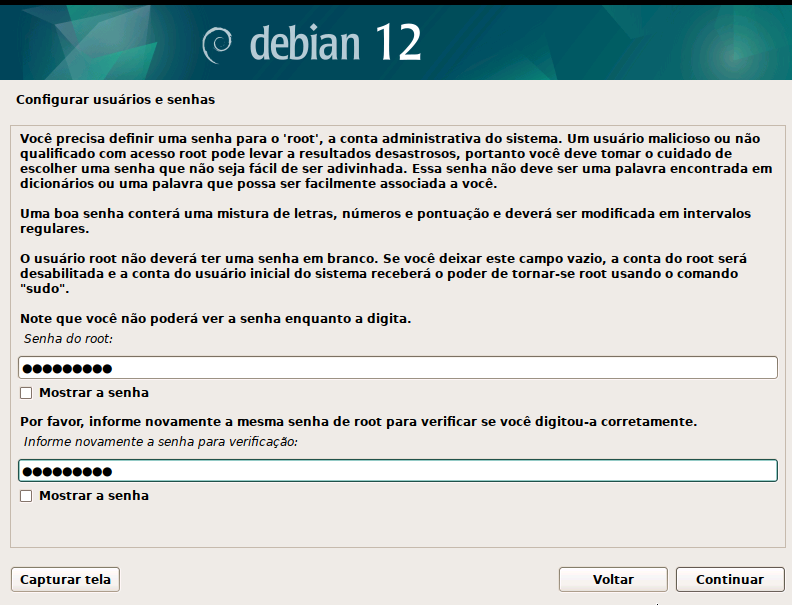 debian 12
Configurar usuários e senhas
Você precisa definir uma senha para o 'root', a conta administrativa do sistema. Um usuário malicioso ou não
qualificado com acesso root pode levar a resultados desastrosos, portanto você deve tomar o cuidado de
escolher uma senha que não seja fácil de ser adivinhada. Essa senha não deve ser uma palavra encontrada em
dicionários ou uma palavra que possa ser facilmente associada a você.
Uma boa senha conterá uma mistura de letras, números e pontuação e deverá ser modificada em intervalos
regulares.
O usuário root não deverá ter uma senha em branco. Se você deixar este campo vazio, a conta do root será
desabilitada e a conta do usuário inicial do sistema receberá o poder de tornar-se root usando o comando
"sudo".
Note que você não poderá ver a senha enquanto a digita.
Senha do root:
●●●●●●●●●
Mostrar a senha
Por favor, informe novamente a mesma senha de root para verificar se você digitou-a corretamente.
Informe novamente a senha para verificação:
●●●●●●●●●
Mostrar a senha
Capturar tela
Voltar
Continuar